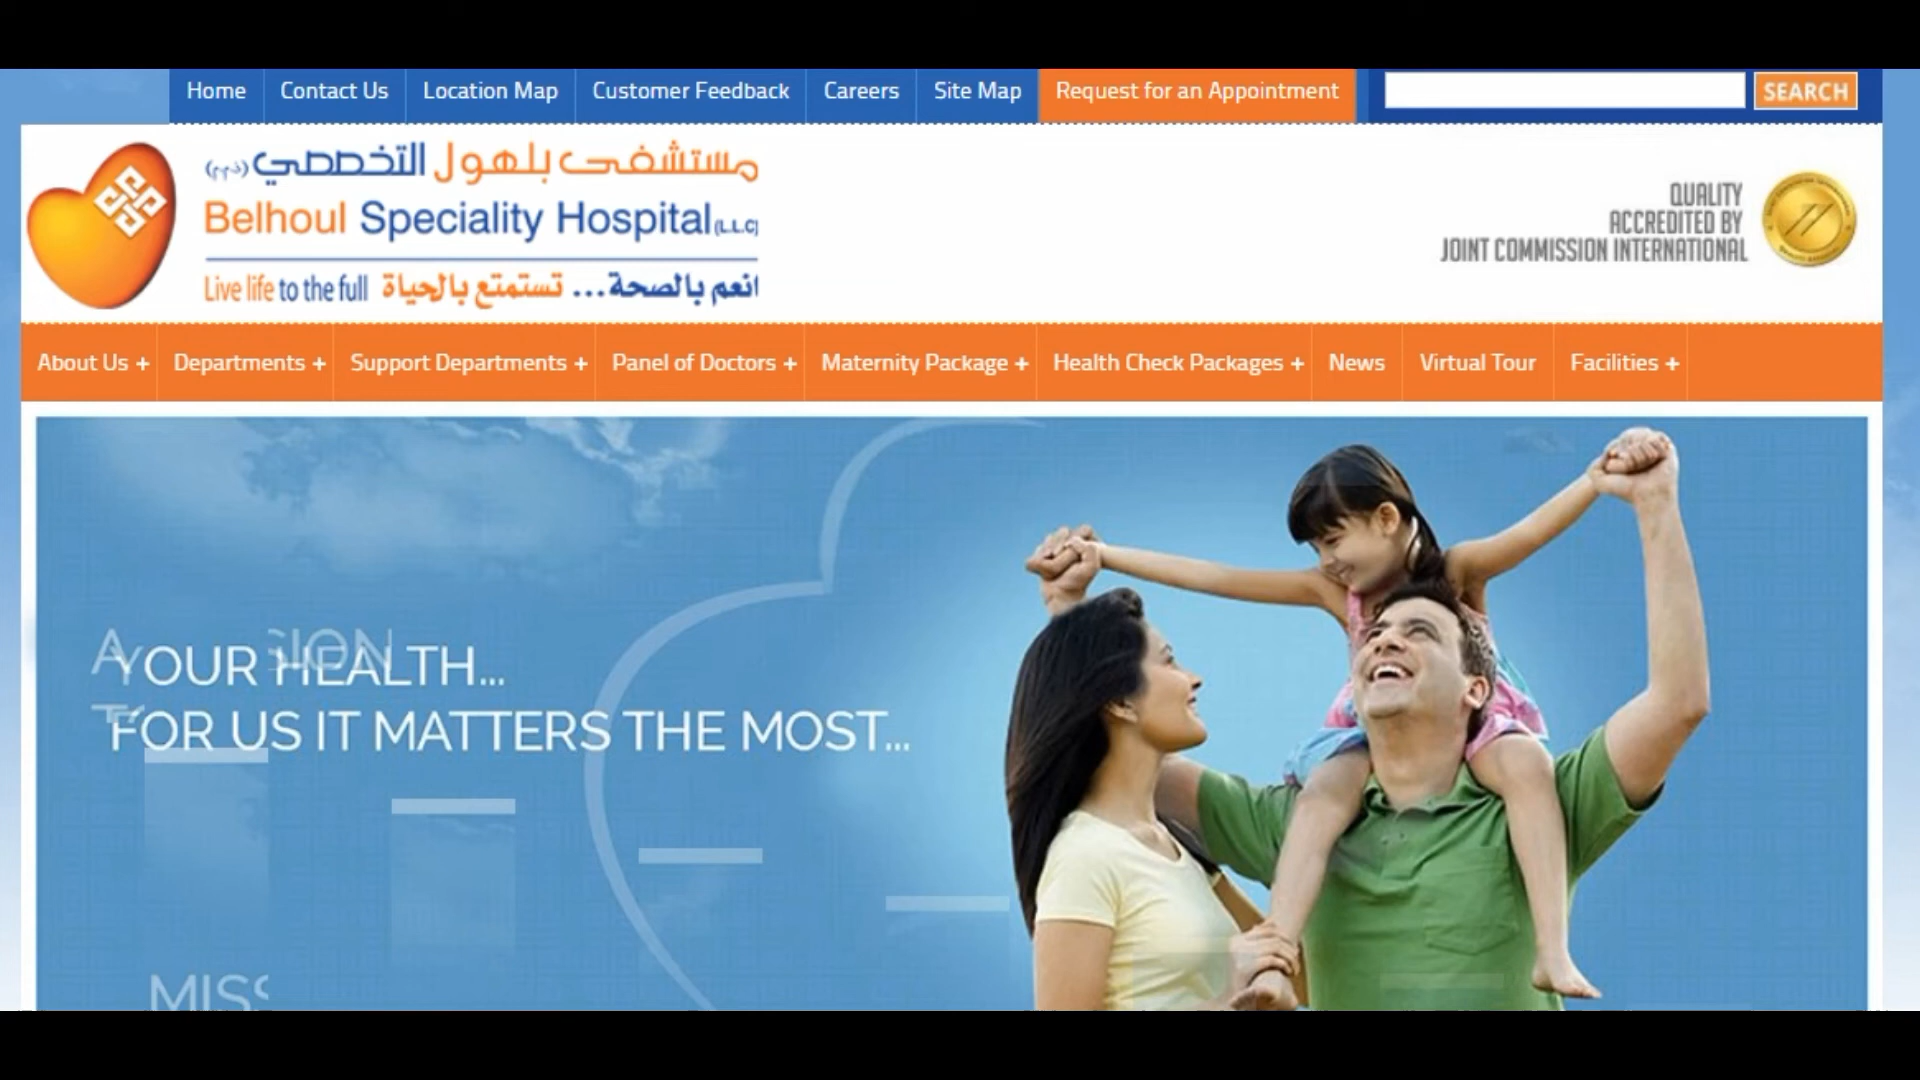 Home Contact Us Location Map Customer Feedback Careers Site Map Request for an Appointment SEARCH
مستشفى بلهول التخصصي (ذ.م.م)
Belhoul Speciality Hospital (L.L.C)
Live life to the full انعم بالصحة... تستمتع بالحياة
QUALITY
ACCREDITED BY
JOINT COMMISSION INTERNATIONAL
About Us + Departments + Support Departments + Panel of Doctors + Maternity Package + Health Check Packages + News Virtual Tour Facilities +
YOUR HEALTH...
FOR US IT MATTERS THE MOST...